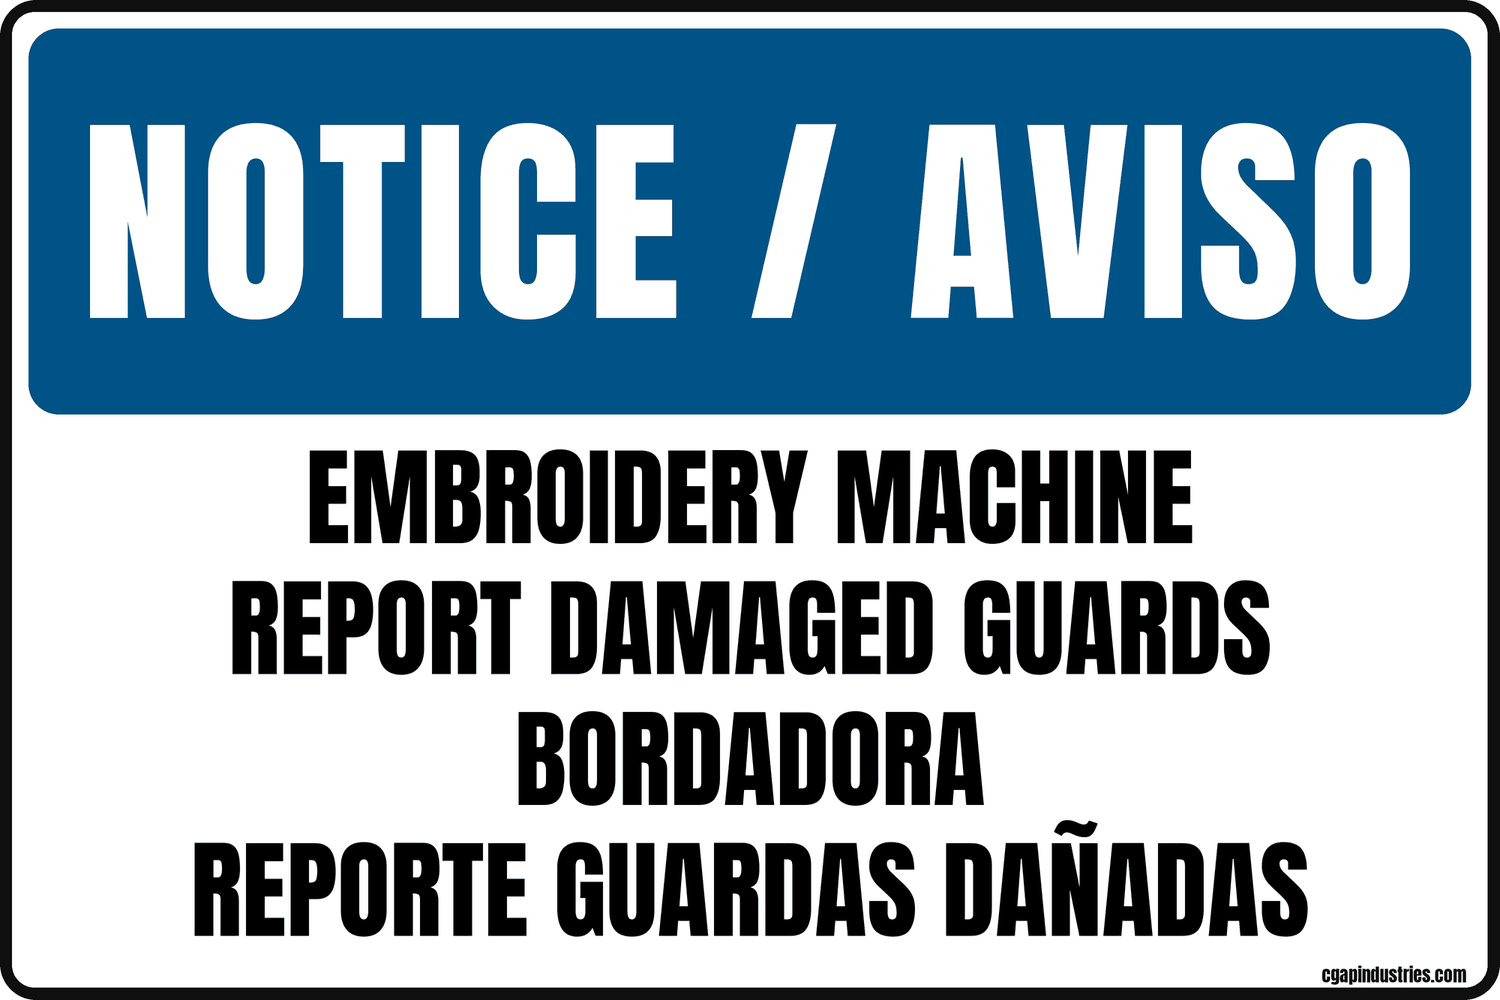 NOTICE / AVISO
EMBROIDERY MACHINE
REPORT DAMAGED GUARDS
BORDADORA
REPORTE GUARDAS DAÑADAS
cgapindustries.com